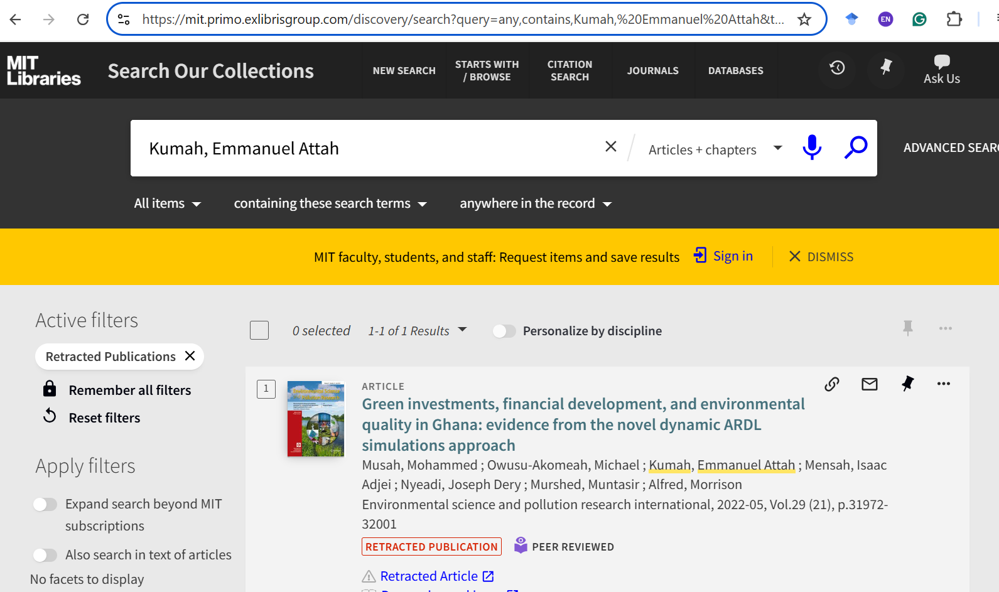 https://mit.primo.exlibrisgroup.com/discovery/search?query=any,contains,Kumah,%20Emmanuel%20Attah&t...
EN
MIT
Libraries
Search Our Collections
NEW SEARCH
STARTS WITH
/ BROWSE
CITATION
SEARCH
JOURNALS
DATABASES
Ask Us
Kumah, Emmanuel Attah
Articles + chapters
ADVANCED SEARC
All items
containing these search terms
anywhere in the record
MIT faculty, students, and staff: Request items and save results
Sign in
DISMISS
Active filters
Retracted Publications
Remember all filters
Reset filters
Apply filters
Expand search beyond MIT
subscriptions
Also search in text of articles
No facets to display
0 selected
1-1 of 1 Results
Personalize by discipline
1
Environmental Science
Pollution Research
ARTICLE
Green investments, financial development, and environmental
quality in Ghana: evidence from the novel dynamic ARDL
simulations approach
Musah, Mohammed ; Owusu-Akomeah, Michael ; Kumah, Emmanuel Attah ; Mensah, Isaac
Adjei ; Nyeadi, Joseph Dery ; Murshed, Muntasir ; Alfred, Morrison
Environmental science and pollution research international, 2022-05, Vol.29 (21), p.31972-
32001
RETRACTED PUBLICATION
PEER REVIEWED
Retracted Article